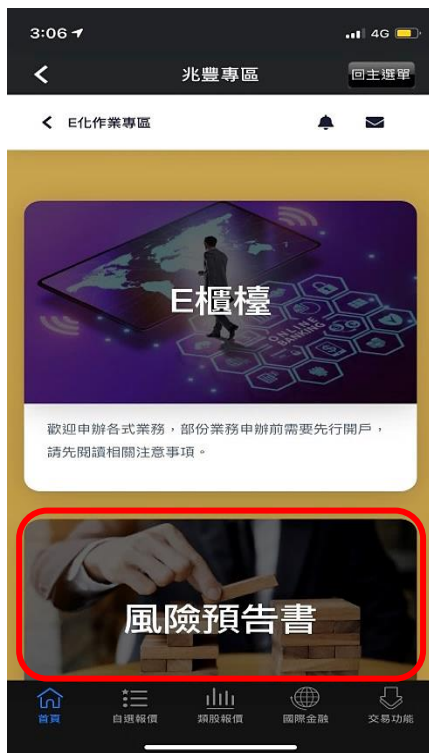 3:06
4G
兆豐專區
回主選單
E化作業專區
E櫃檯
ONLINE
BANKING
歡迎申辦各式業務，部份業務申辦前需要先行開戶，
請先閱讀相關注意事項。
風險預告書
首頁
自選報價
類股報價
國際金融
交易功能